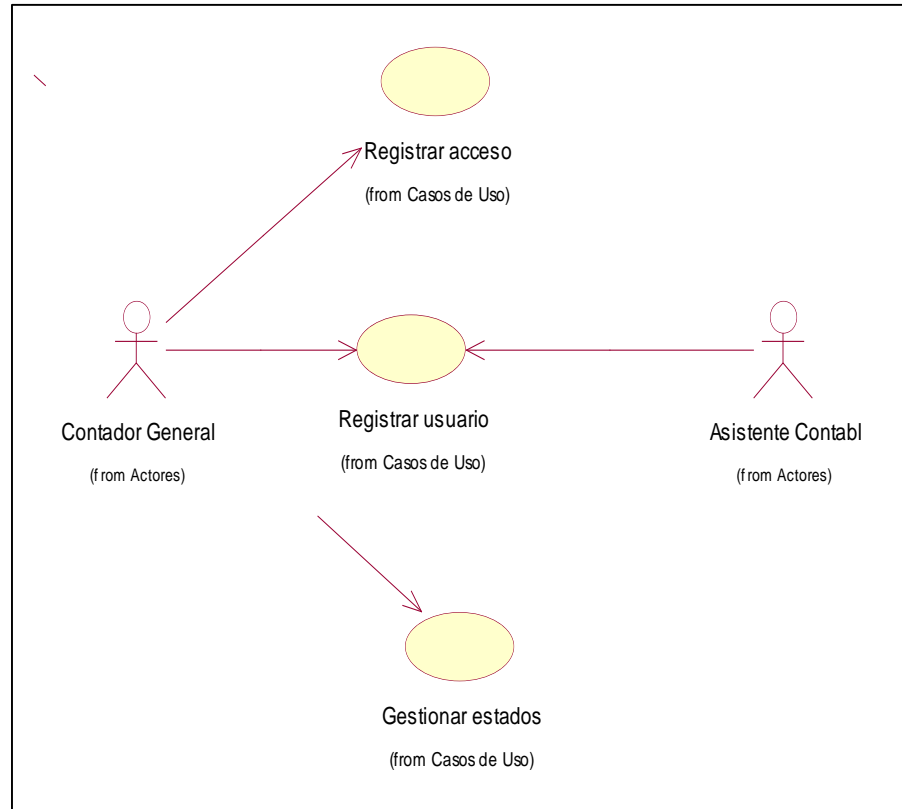 Registrar acceso
(from Casos de Uso)
Contador General
(from Actores)
Registrar usuario
(from Casos de Uso)
Asistente Contabl
(from Actores)
Gestionar estados
(from Casos de Uso)